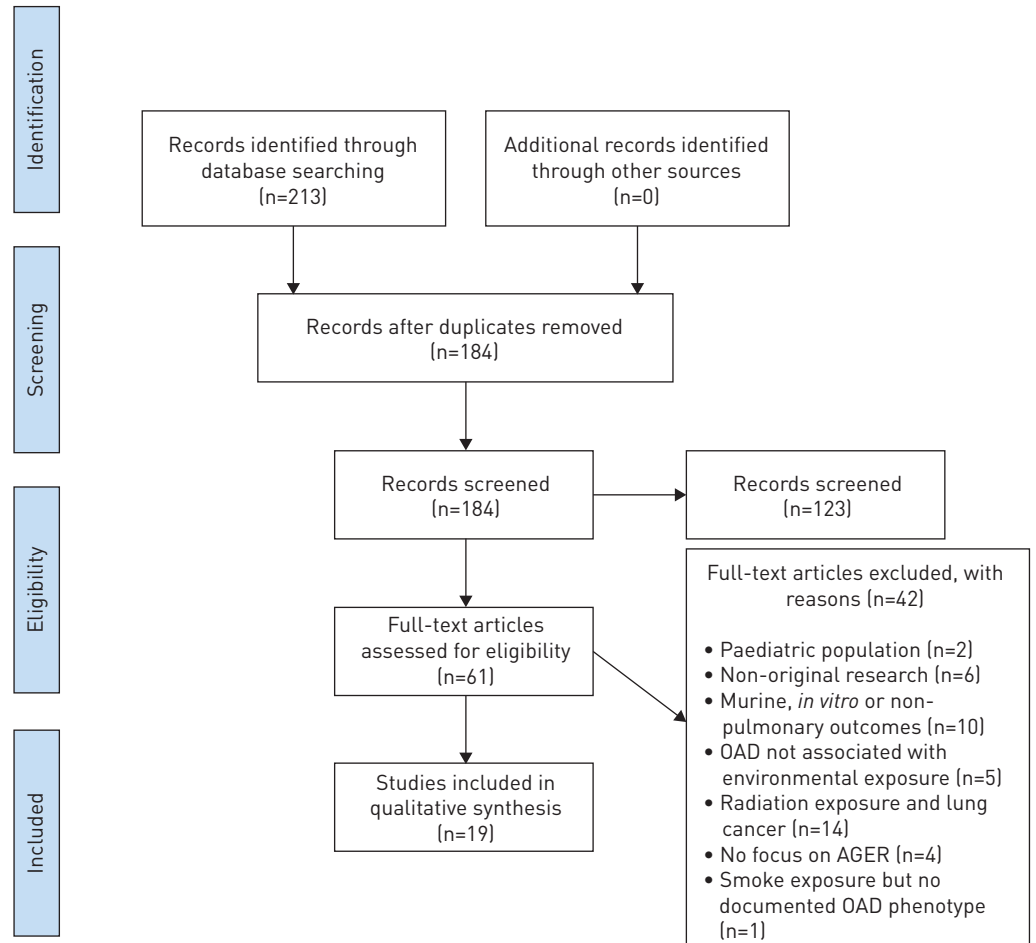 Identification
Records identified through
database searching
(n=213)
Additional records identified
through other sources
(n=0)
Screening
Records after duplicates removed
(n=184)
Records screened
(n=184)
Records screened
(n=123)
Eligibility
Full-text articles
assessed for eligibility
(n=61)
Full-text articles excluded, with
reasons (n=42)
• Paediatric population (n=2)
• Non-original research (n=6)
• Murine, in vitro or non-
pulmonary outcomes (n=10)
• OAD not associated with
environmental exposure (n=5)
• Radiation exposure and lung
cancer (n=14)
• No focus on AGER (n=4)
• Smoke exposure but no
documented OAD phenotype
(n=1)
Included
Studies included in
qualitative synthesis
(n=19)